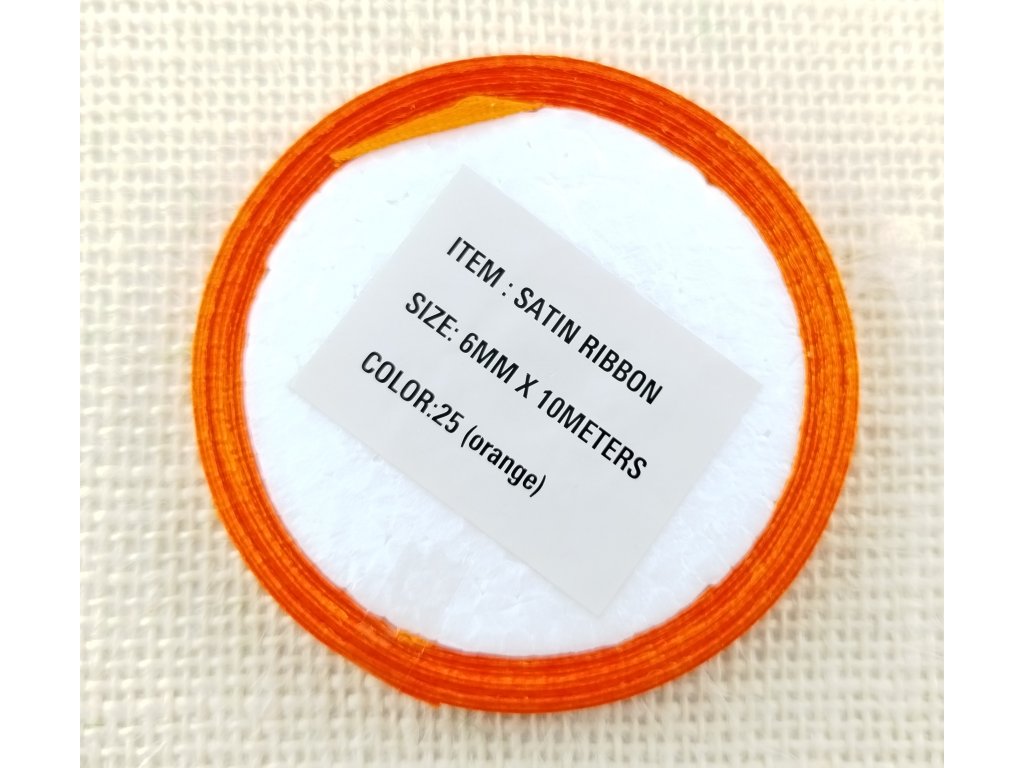 ITEM : SATIN RIBBON
SIZE: 6MM X 10METERS
COLOR:25 (orange)